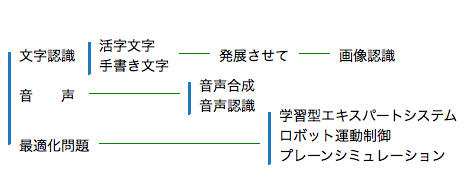 文字認識
活字文字
手書き文字
発展させて
画像認識
音　声
音声合成
音声認識
最適化問題
学習型エキスパートシステム
ロボット運動制御
プレーンシミュレーション